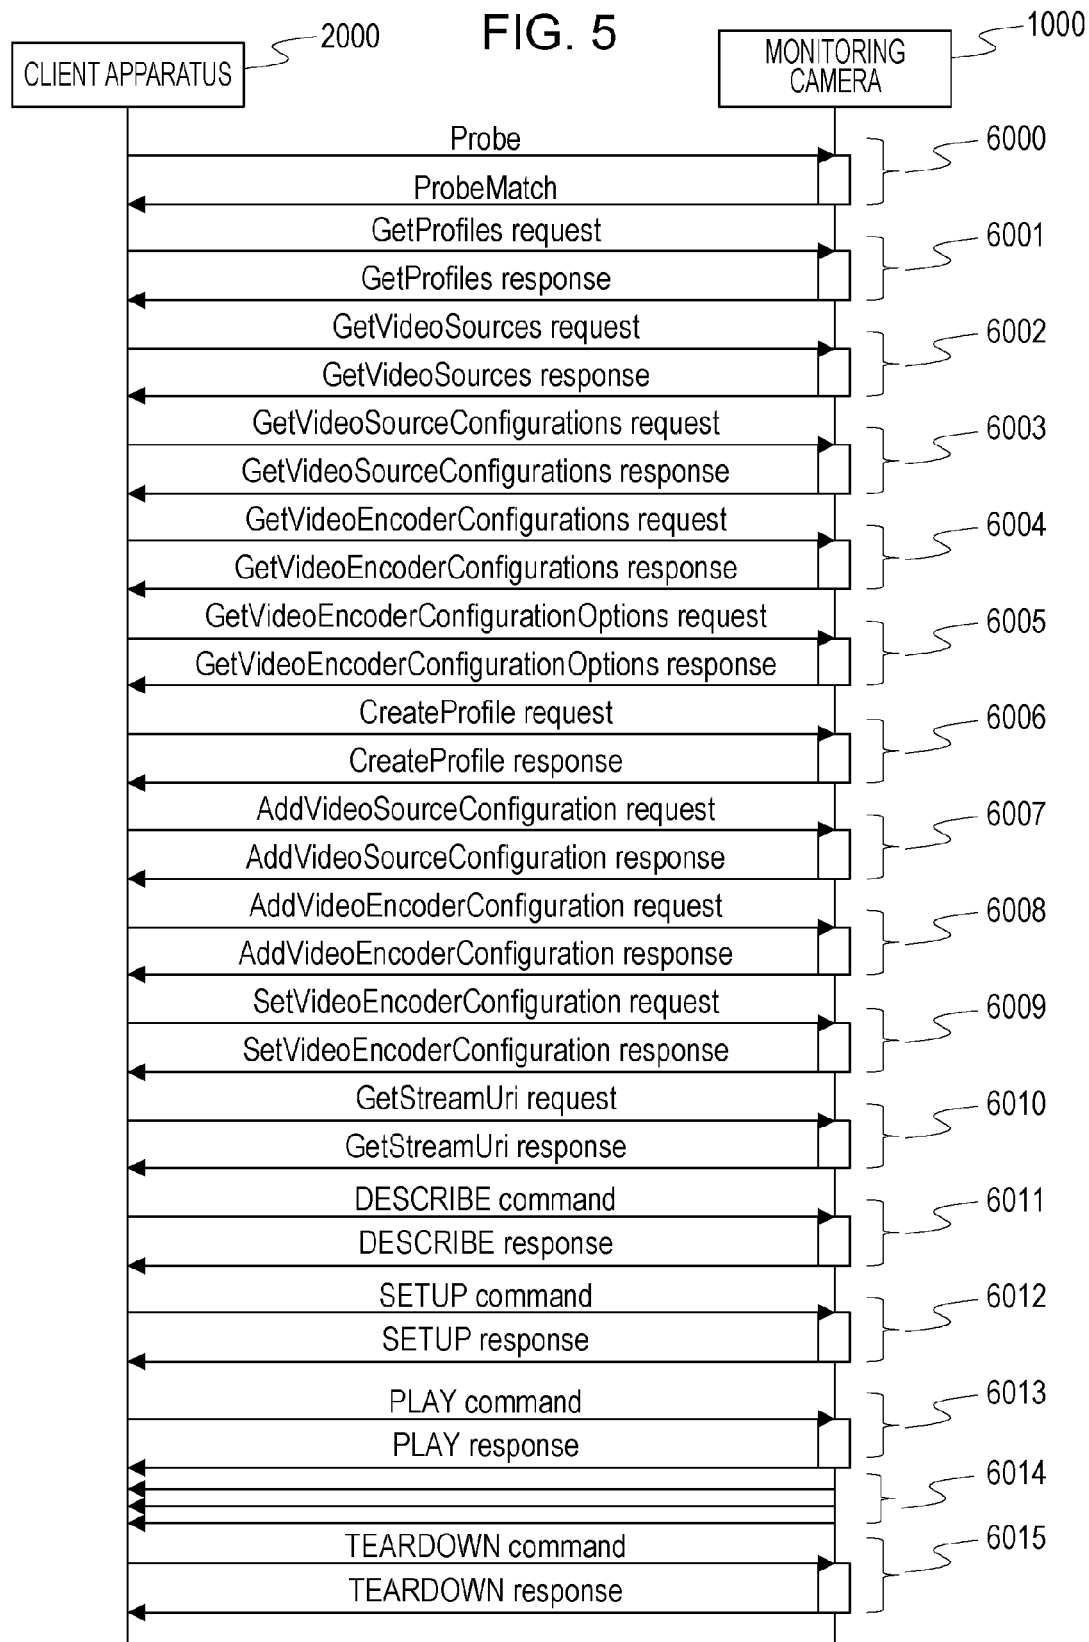 FIG. 5
2000
1000
CLIENT APPARATUS
MONITORING
CAMERA
Probe
6000
ProbeMatch
GetProfiles request
6001
GetProfiles response
GetVideoSources request
6002
GetVideoSources response
GetVideoSourceConfigurations request
6003
GetVideoSourceConfigurations response
GetVideoEncoderConfigurations request
6004
GetVideoEncoderConfigurations response
GetVideoEncoderConfigurationOptions request
6005
GetVideoEncoderConfigurationOptions response
CreateProfile request
6006
CreateProfile response
AddVideoSourceConfiguration request
6007
AddVideoSourceConfiguration response
AddVideoEncoderConfiguration request
6008
AddVideoEncoderConfiguration response
SetVideoEncoderConfiguration request
6009
SetVideoEncoderConfiguration response
GetStreamUri request
6010
GetStreamUri response
DESCRIBE command
6011
DESCRIBE response
SETUP command
6012
SETUP response
PLAY command
6013
PLAY response
6014
TEARDOWN command
6015
TEARDOWN response